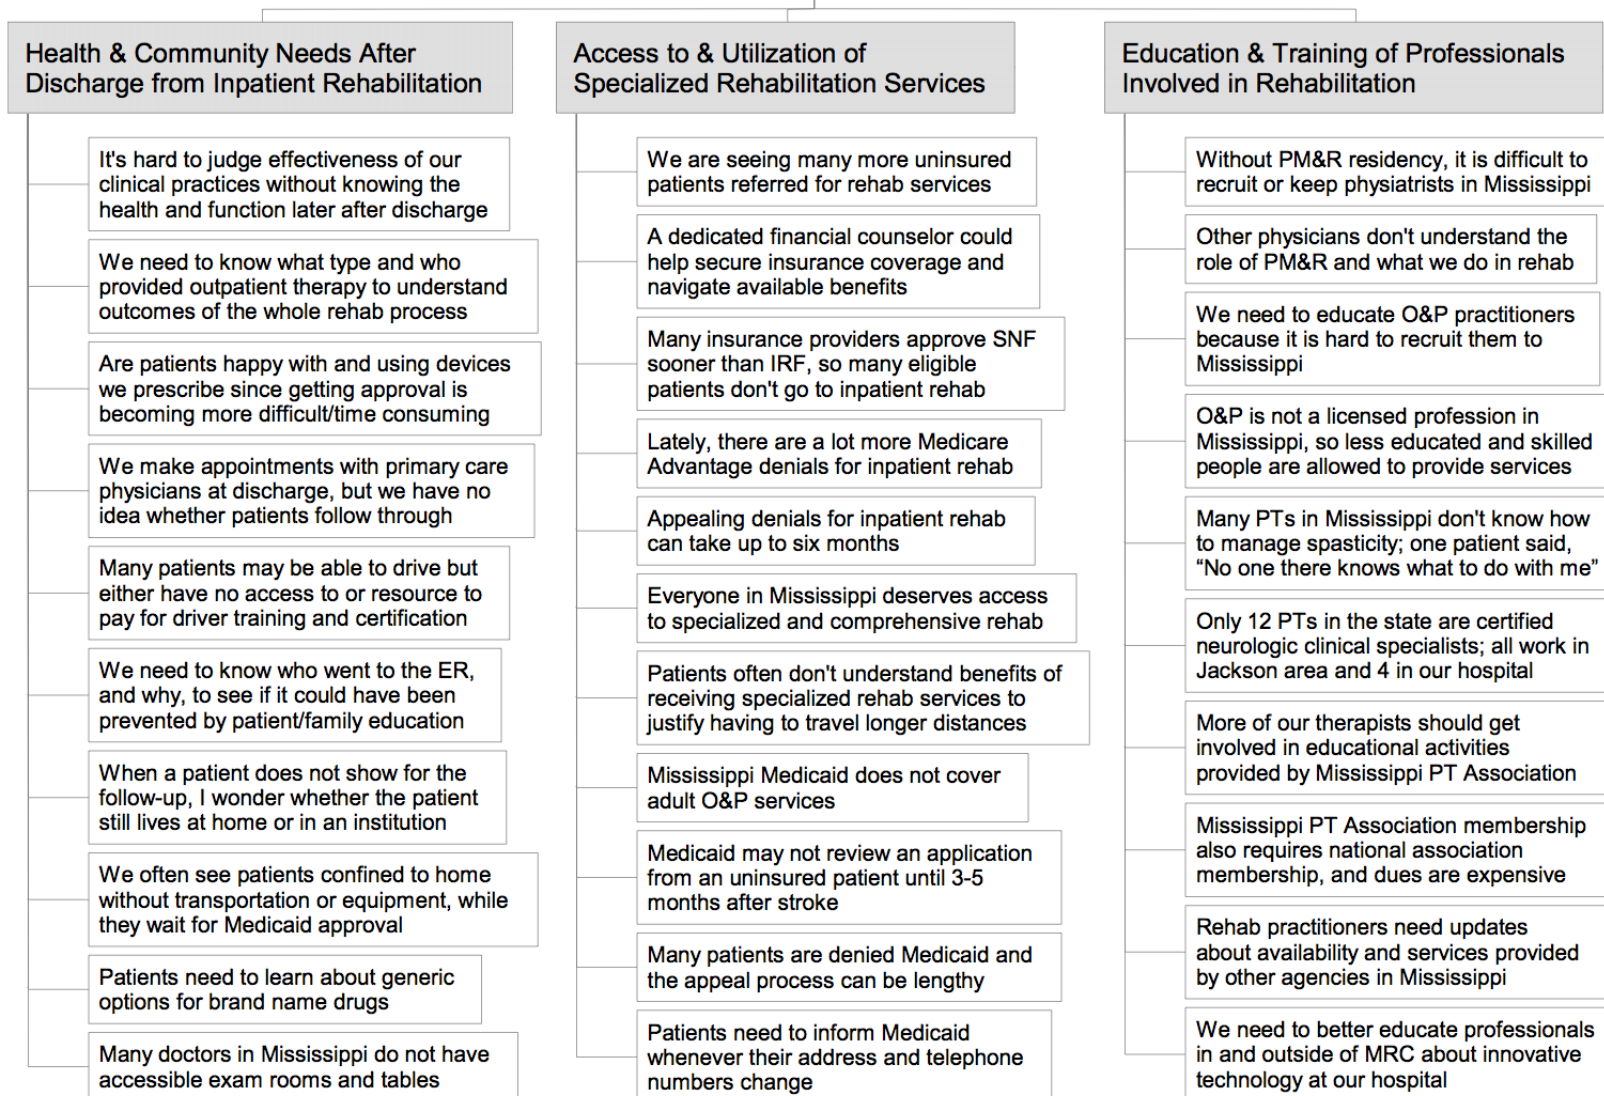 Health & Community Needs After
Discharge from Inpatient Rehabilitation
It's hard to judge effectiveness of our
clinical practices without knowing the
health and function later after discharge
We need to know what type and who
provided outpatient therapy to understand
outcomes of the whole rehab process
Are patients happy with and using devices
we prescribe since getting approval is
becoming more difficult/time consuming
We make appointments with primary care
physicians at discharge, but we have no
idea whether patients follow through
Many patients may be able to drive but
either have no access to or resource to
pay for driver training and certification
We need to know who went to the ER,
and why, to see if it could have been
prevented by patient/family education
When a patient does not show for the
follow-up, I wonder whether the patient
still lives at home or in an institution
We often see patients confined to home
without transportation or equipment, while
they wait for Medicaid approval
Patients need to learn about generic
options for brand name drugs
Many doctors in Mississippi do not have
accessible exam rooms and tables
Access to & Utilization of
Specialized Rehabilitation Services
We are seeing many more uninsured
patients referred for rehab services
A dedicated financial counselor could
help secure insurance coverage and
navigate available benefits
Many insurance providers approve SNF
sooner than IRF, so many eligible
patients don't go to inpatient rehab
Lately, there are a lot more Medicare
Advantage denials for inpatient rehab
Appealing denials for inpatient rehab
can take up to six months
Everyone in Mississippi deserves access
to specialized and comprehensive rehab
Patients often don't understand benefits of
receiving specialized rehab services to
justify having to travel longer distances
Mississippi Medicaid does not cover
adult O&P services
Medicaid may not review an application
from an uninsured patient until 3-5
months after stroke
Many patients are denied Medicaid and
the appeal process can be lengthy
Patients need to inform Medicaid
whenever their address and telephone
numbers change
Education & Training of Professionals
Involved in Rehabilitation
Without PM&R residency, it is difficult to
recruit or keep physiatrists in Mississippi
Other physicians don't understand the
role of PM&R and what we do in rehab
We need to educate O&P practitioners
because it is hard to recruit them to
Mississippi
O&P is not a licensed profession in
Mississippi, so less educated and skilled
people are allowed to provide services
Many PTs in Mississippi don't know how
to manage spasticity; one patient said,
“No one there knows what to do with me”
Only 12 PTs in the state are certified
neurologic clinical specialists; all work in
Jackson area and 4 in our hospital
More of our therapists should get
involved in educational activities
provided by Mississippi PT Association
Mississippi PT Association membership
also requires national association
membership, and dues are expensive
Rehab practitioners need updates
about availability and services provided
by other agencies in Mississippi
We need to better educate professionals
in and outside of MRC about innovative
technology at our hospital